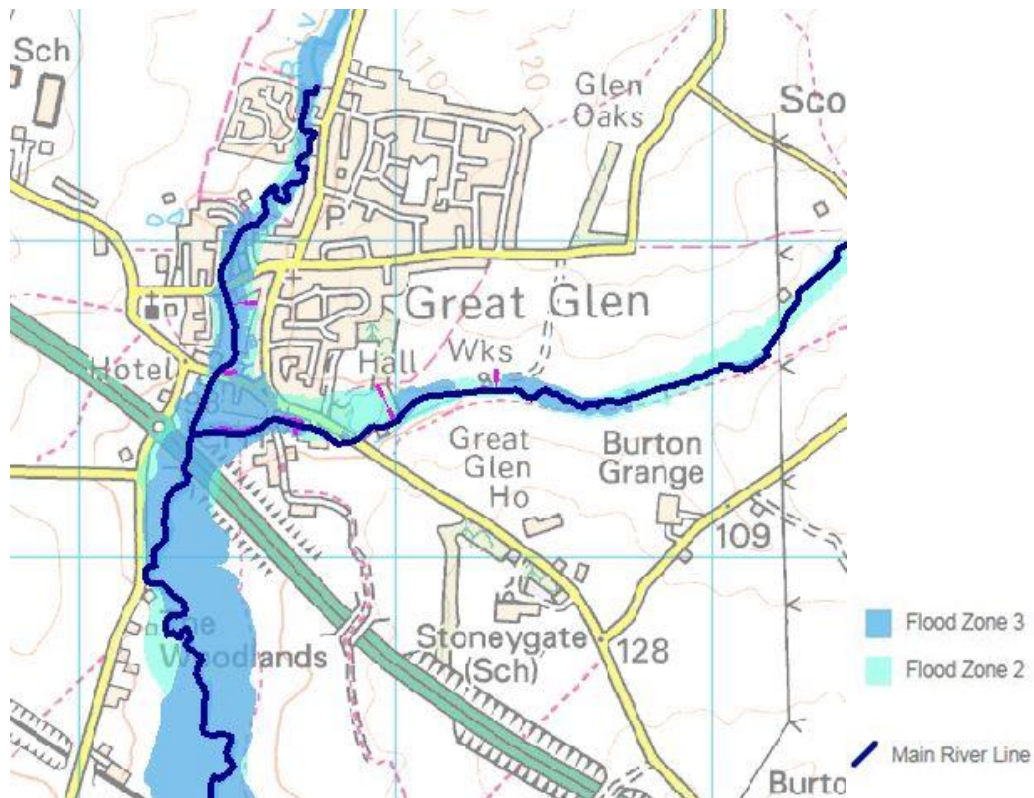 Sch
110
120
Glen
Oaks
Sco
P
Great Glen
Hotel
Hall
Wks
98
Great
Glen
Ho
Burton
Grange
109
The
Woodlands
Stoneygate
(Sch)
128
Burto
Flood Zone 3
Flood Zone 2
Main River Line